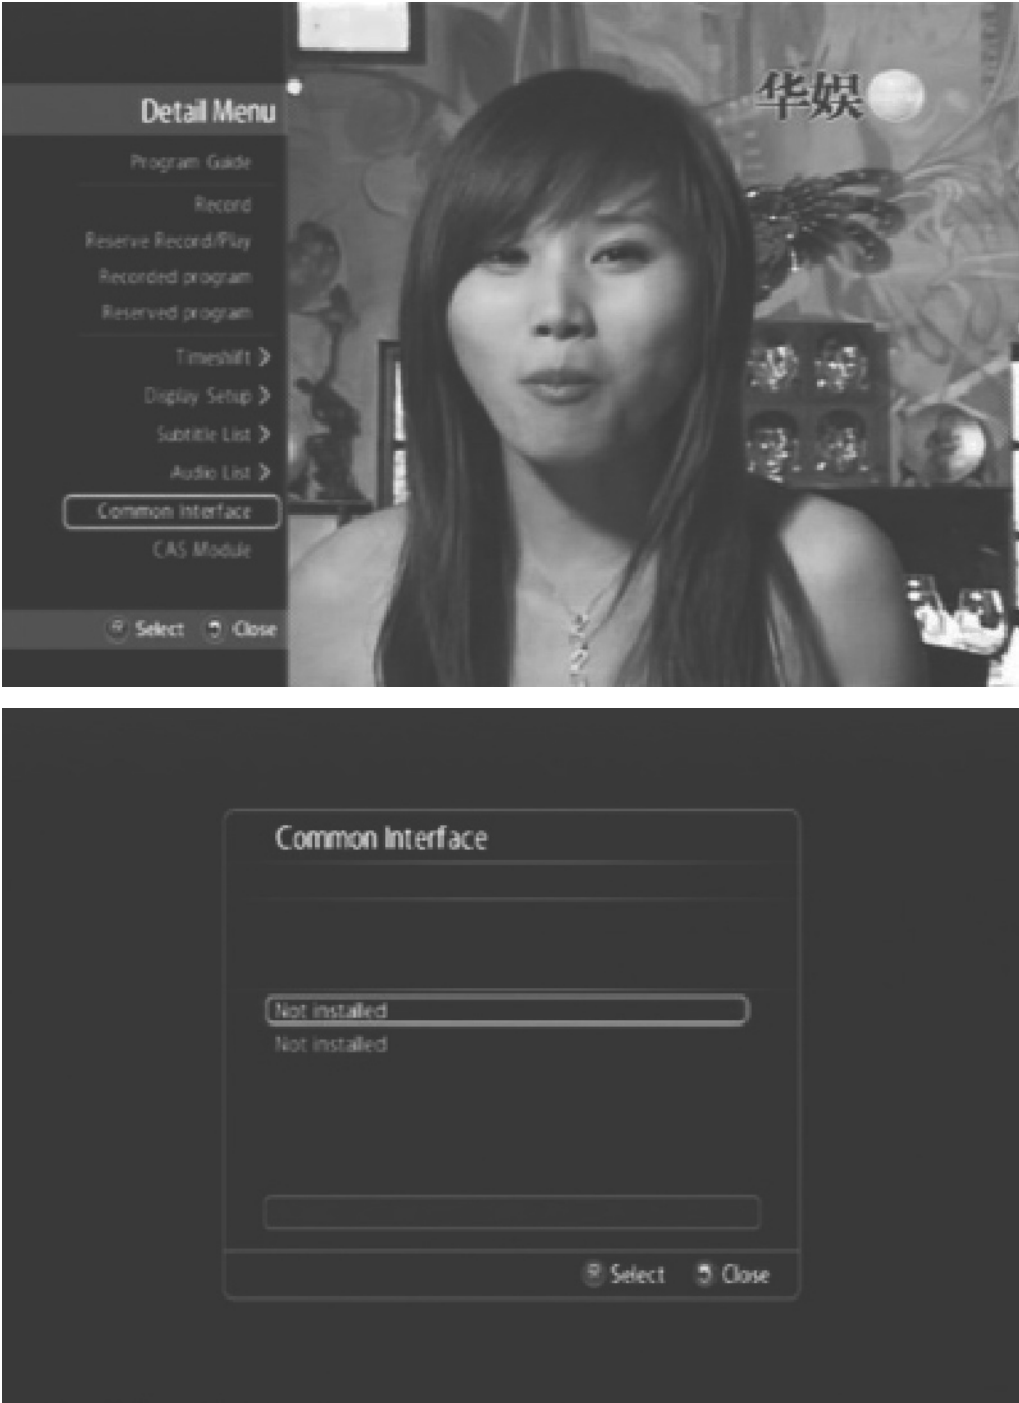 华娱
Detail Menu
Program Guide
Record
Reserve Record/Play
Recorded program
Reserved program
Timeshift
Display Setup
Subtitle List
Audio List
Common Interface
CAS Module
Select Close
Common Interface
Not installed
Not installed
Select Close